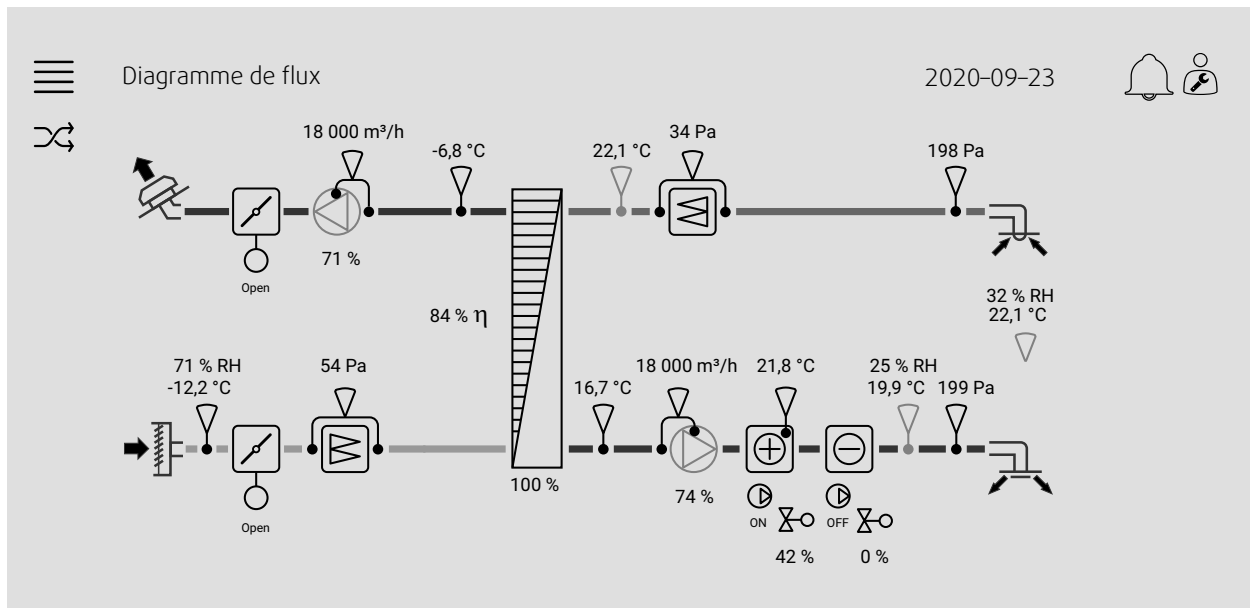 Diagramme de flux
2020–09–23
18 000 m³/h
-6,8 °C
22,1 °C
34 Pa
198 Pa
71 %
Open
32 % RH
22,1 °C
84 % η
71 % RH
-12,2 °C
54 Pa
16,7 °C
18 000 m³/h
21,8 °C
25 % RH
19,9 °C
199 Pa
100 %
74 %
Open
ON
OFF
42 %
0 %